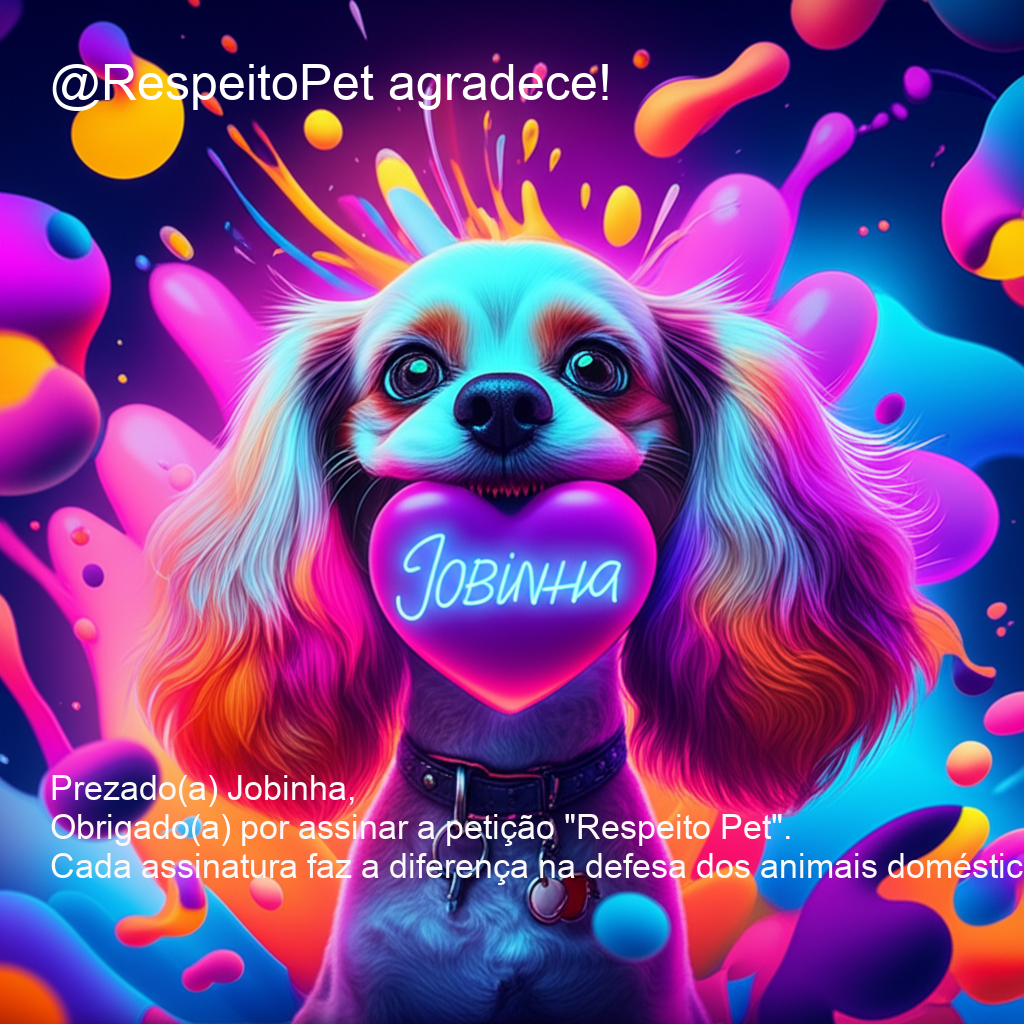 @RespeitoPet agradece!
JOBINHA
Prezado(a) Jobinha,
Obrigado(a) por assinar a petição "Respeito Pet".
Cada assinatura faz a diferença na defesa dos animais doméstic